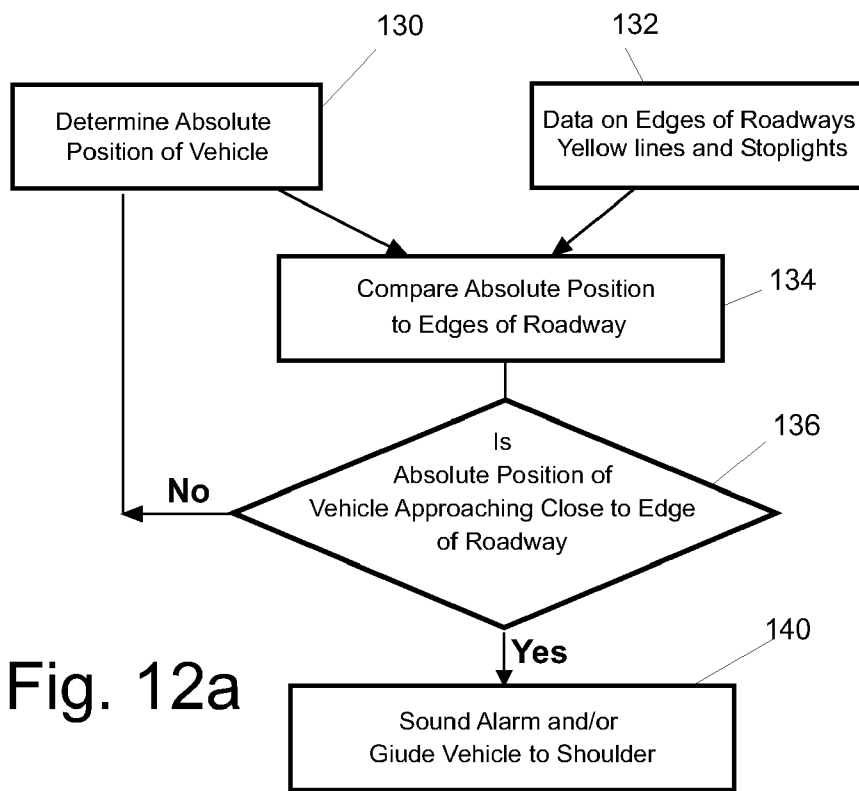 130
132
Determine Absolute
Position of Vehicle
Data on Edges of Roadways
Yellow lines and Stoplights
Compare Absolute Position
to Edges of Roadway
134
Is
Absolute Position of
Vehicle Approaching Close to Edge
of Roadway
136
No
Yes
140
Fig. 12a
Sound Alarm and/or
Giude Vehicle to Shoulder